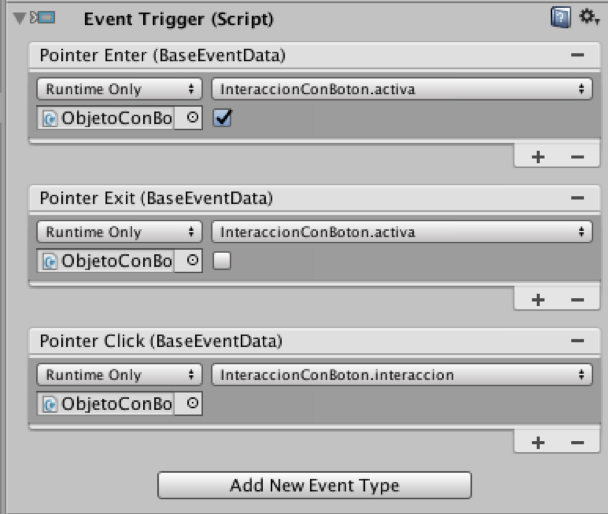 Event Trigger (Script)
Pointer Enter (BaseEventData)
Runtime Only InteraccionConBoton.activa
ObjetoConBo
Pointer Exit (BaseEventData)
Runtime Only InteraccionConBoton.activa
ObjetoConBo
Pointer Click (BaseEventData)
Runtime Only InteraccionConBoton.interaccion
ObjetoConBo
Add New Event Type